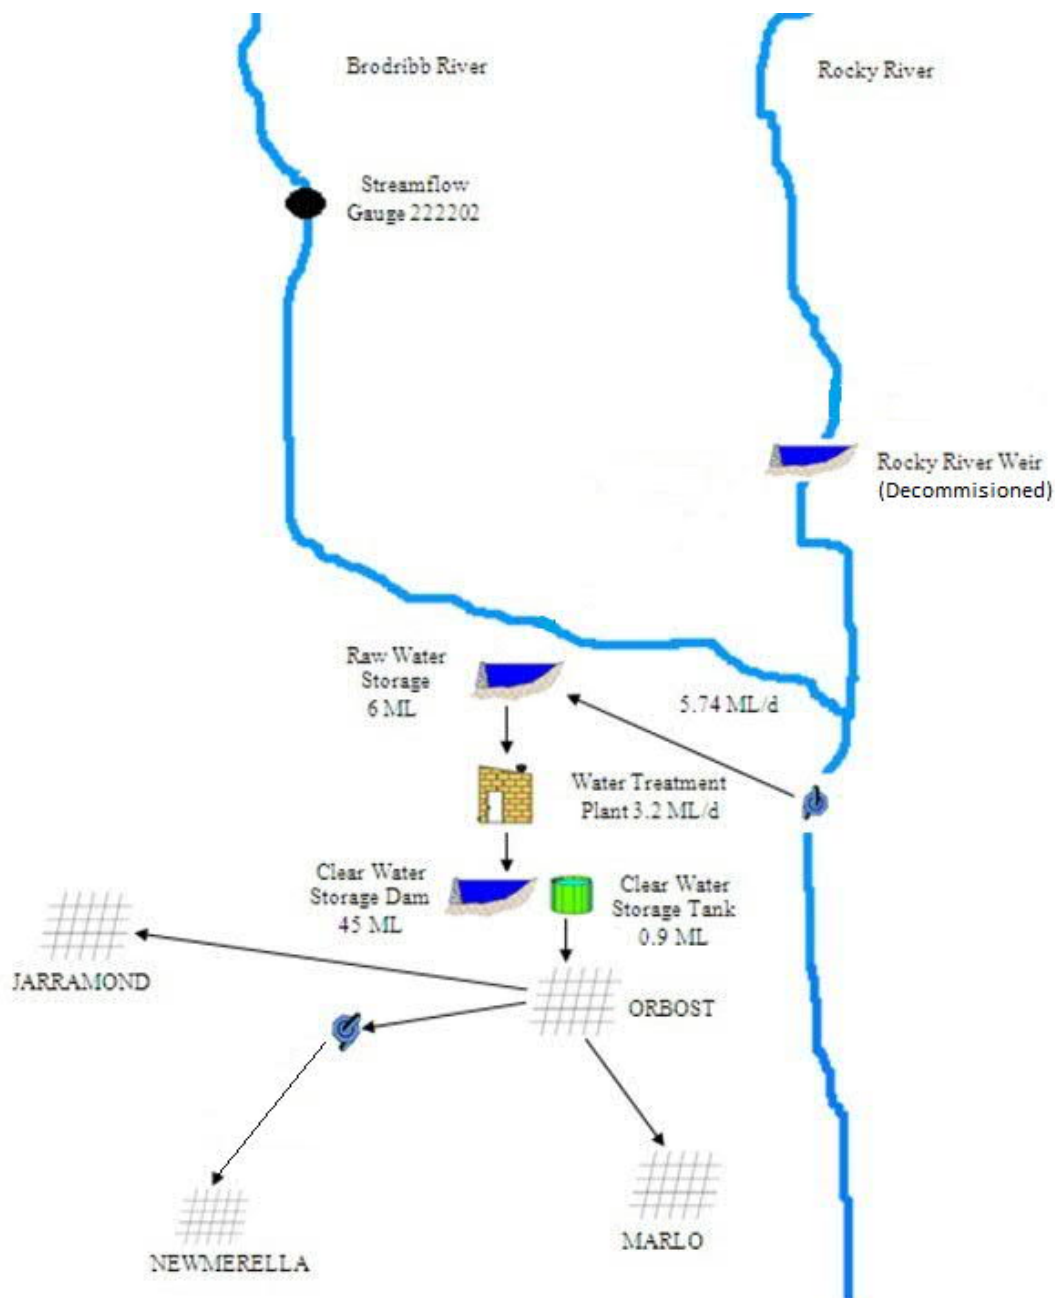 Brodribb River
Rocky River
Streamflow
Gauge 222202
Rocky River Weir
(Decommisioned)
Raw Water
Storage
6 ML
5.74 ML/d
Water Treatment
Plant 3.2 ML/d
Clear Water
Storage Dam
45 ML
Clear Water
Storage Tank
0.9 ML
JARRAMOND
ORBOST
MARLO
NEWMERELLA